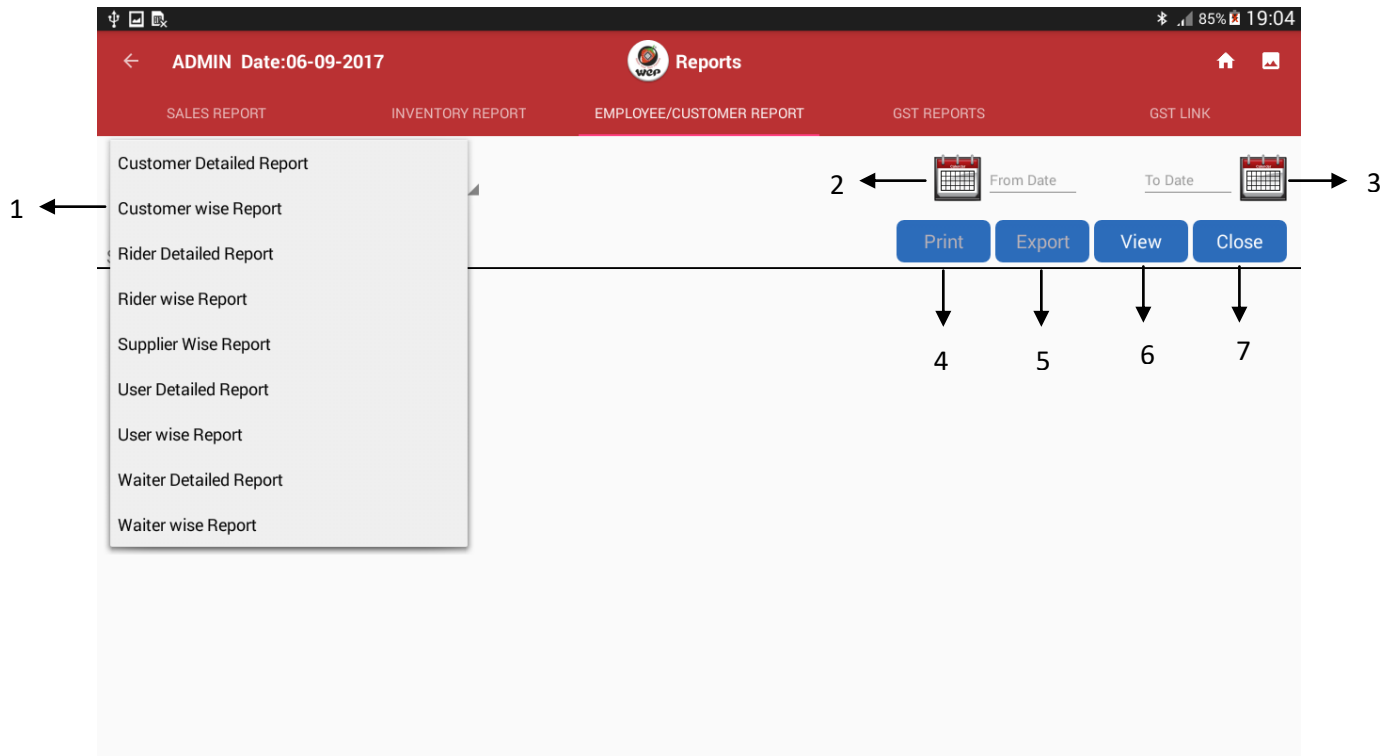 85% 19:04
ADMIN Date:06-09-2017
wep
Reports
SALES REPORT
INVENTORY REPORT
EMPLOYEE/CUSTOMER REPORT
GST REPORTS
GST LINK
Customer Detailed Report
Customer wise Report
Rider Detailed Report
Rider wise Report
Supplier Wise Report
User Detailed Report
User wise Report
Waiter Detailed Report
Waiter wise Report
1
2
From Date
To Date
3
Print
Export
View
Close
4
5
6
7